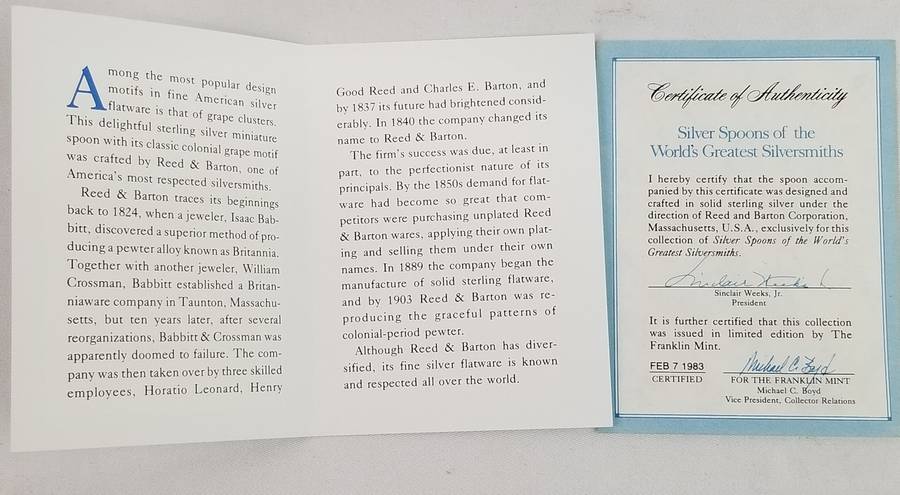 Among the most popular design
motifs in fine American silver
flatware is that of grape clusters.
This delightful sterling silver miniature
spoon with its classic colonial grape motif
was crafted by Reed & Barton, one of
America's most respected silversmiths.
Reed & Barton traces its beginnings
back to 1824, when a jeweler, Isaac Bab-
bitt, discovered a superior method of pro-
ducing a pewter alloy known as Britannia.
Together with another jeweler, William
Crossman, Babbitt established a Britan-
niaware company in Taunton, Massachu-
setts, but ten years later, after several
reorganizations, Babbitt & Crossman was
apparently doomed to failure. The com-
pany was then taken over by three skilled
employees, Horatio Leonard, Henry
Good Reed and Charles E. Barton, and
by 1837 its future had brightened consid-
erably. In 1840 the company changed its
name to Reed & Barton.
The firm's success was due, at least in
part, to the perfectionist nature of its
principals. By the 1850s demand for flat-
ware had become so great that com-
petitors were purchasing unplated Reed
& Barton wares, applying their own plat-
ing and selling them under their own
names. In 1889 the company began the
manufacture of solid sterling flatware,
and by 1903 Reed & Barton was re-
producing the graceful patterns of
colonial-period pewter.
Although Reed & Barton has diver-
sified, its fine silver flatware is known
and respected all over the world.
Certificate of Authenticity
Silver Spoons of the
World's Greatest Silversmiths
I hereby certify that the spoon accom-
panied by this certificate was designed and
crafted in solid sterling silver under the
direction of Reed and Barton Corporation,
Massachusetts, U.S.A., exclusively for this
collection of Silver Spoons of the World's
Greatest Silversmiths.
Sinclair Weeks Jr
Sinclair Weeks, Jr.
President
It is further certified that this collection
was issued in limited edition by The
Franklin Mint.
FEB 7 1983
CERTIFIED
Michael C. Boyd
FOR THE FRANKLIN MINT
Michael C. Boyd
Vice President, Collector Relations